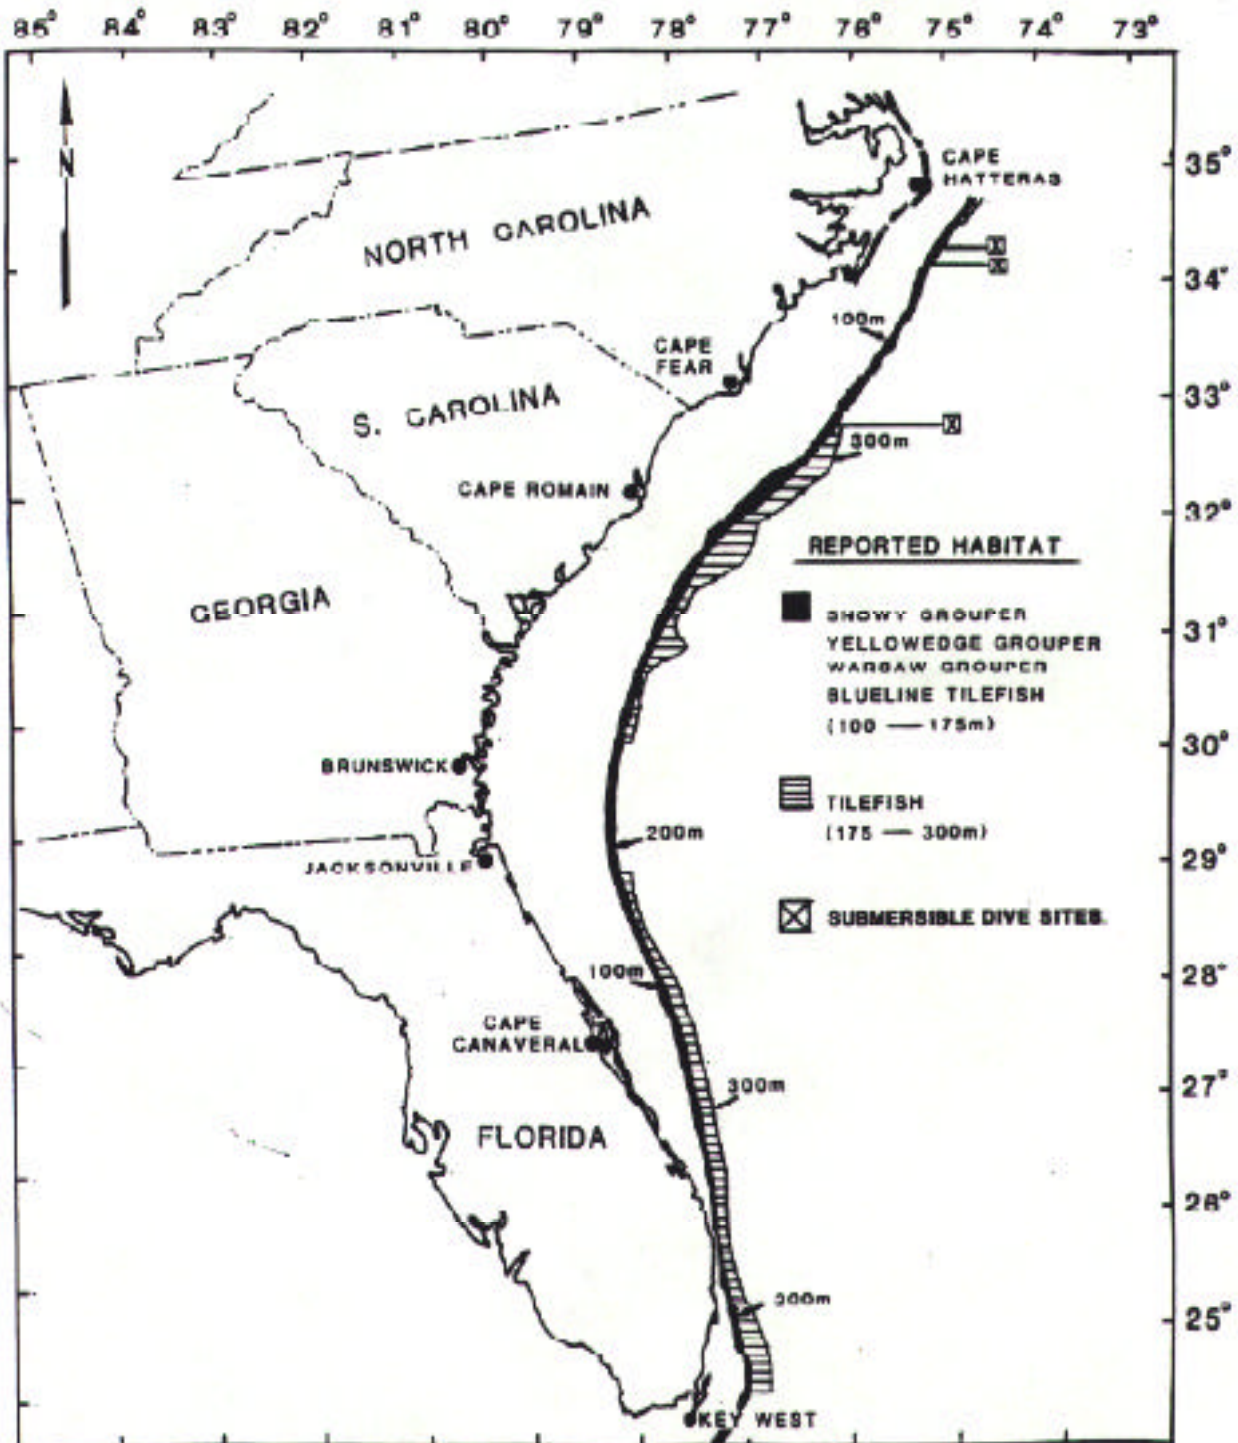 85° 84° 83° 82° 81° 80° 79° 78° 77° 76° 75° 74° 73°
N
CAPE
HATTERAS
35°
NORTH CAROLINA
34°
100m
CAPE
FEAR
33°
S. CAROLINA
300m
CAPE ROMAIN
32°
REPORTED HABITAT
GEORGIA
SNOWY GROUPER
31°
YELLOWEDGE GROUPER
WARSAW GROUPER
BLUELINE TILEFISH
(100 — 175m)
30°
BRUNSWICK
TILEFISH
200m
(175 — 300m)
29°
JACKSONVILLE
SUBMERSIBLE DIVE SITES
28°
100m
CAPE
CANAVERAL
27°
300m
FLORIDA
26°
25°
KEY WEST